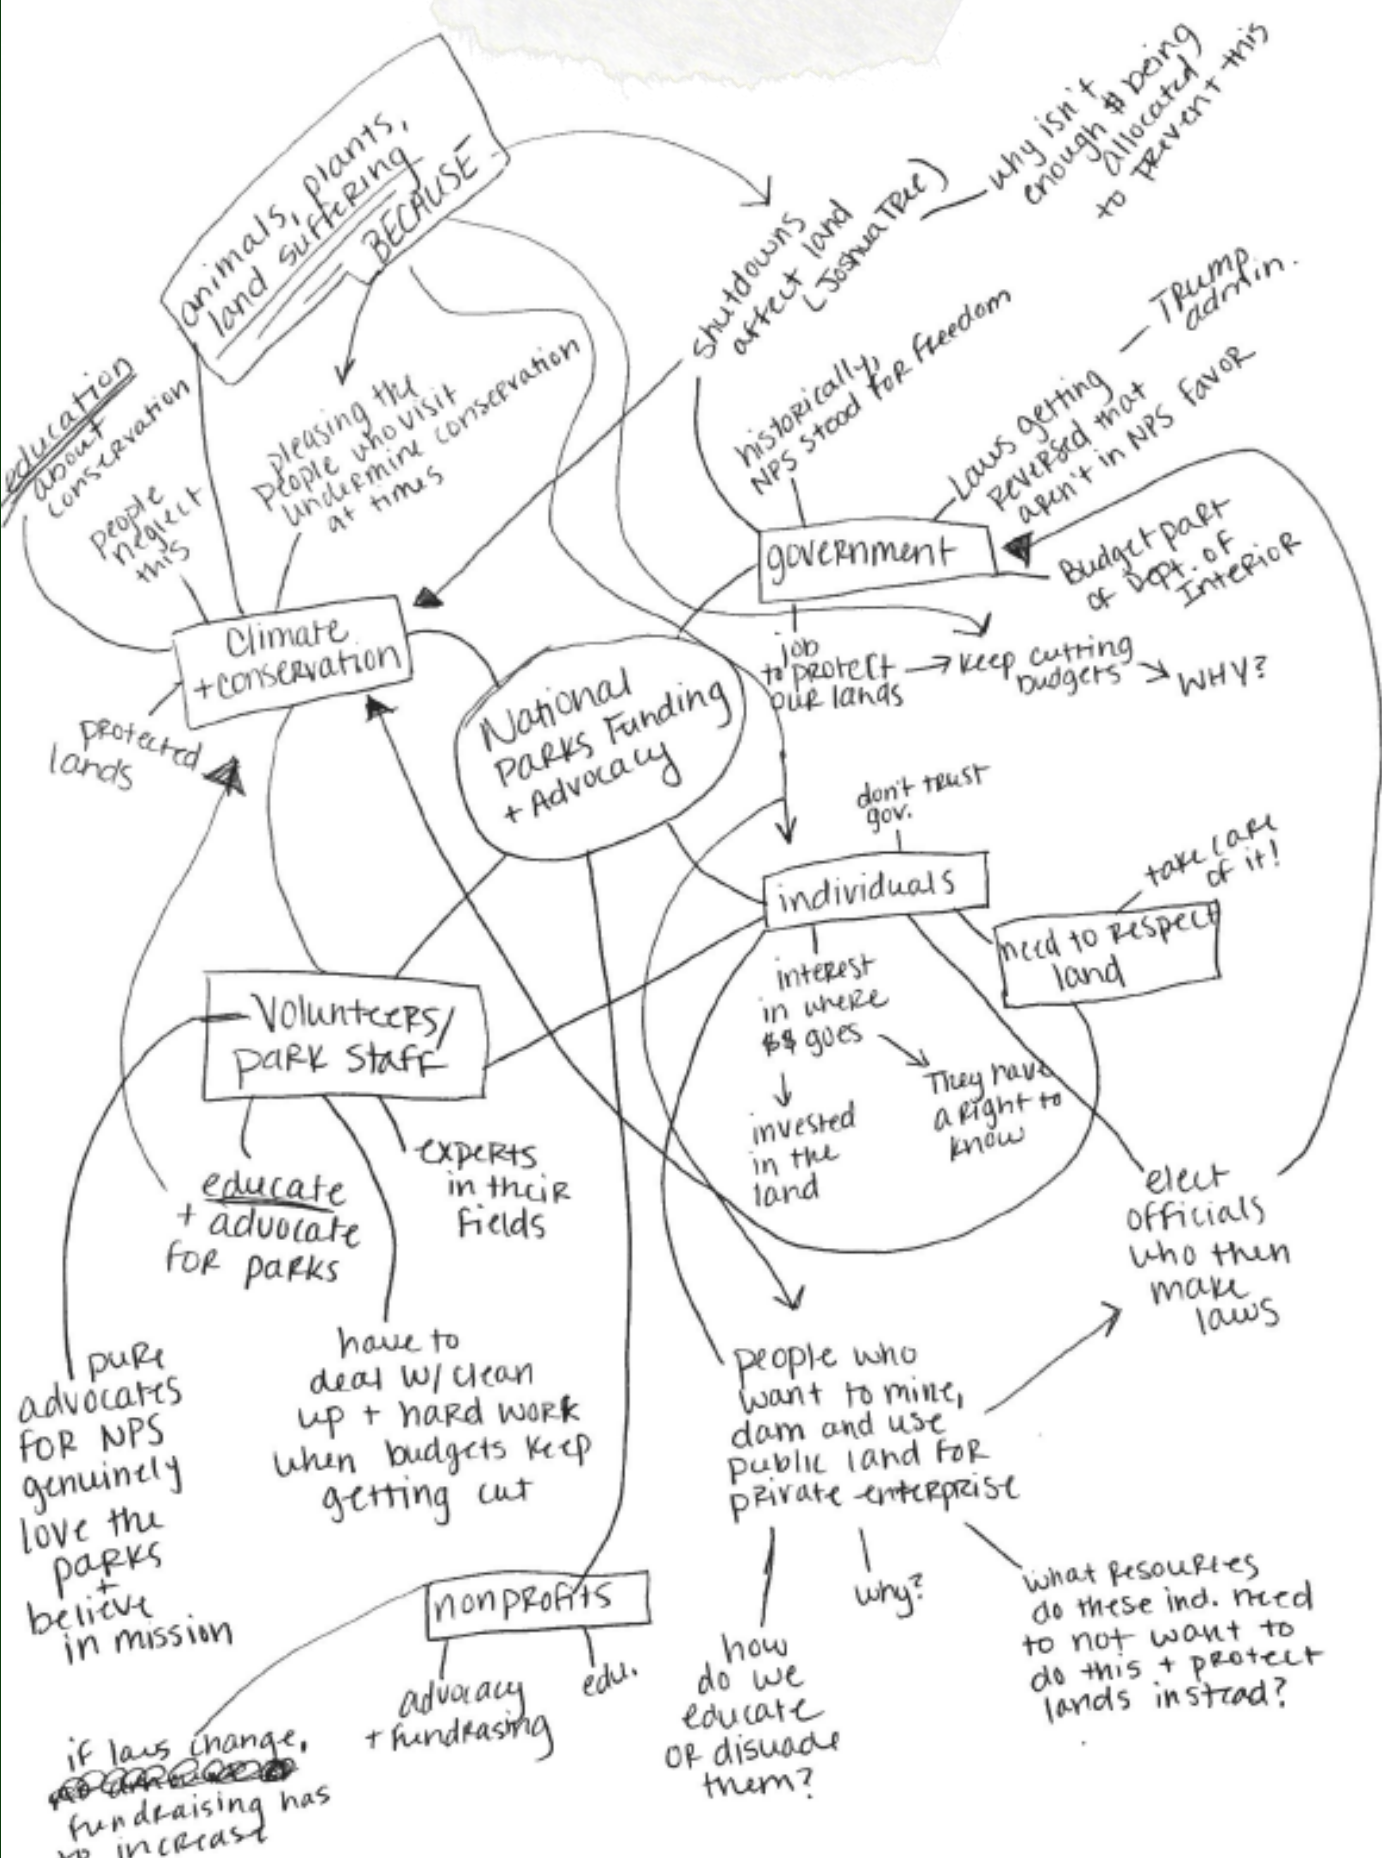 animals, plants,
land suffering
BECAUSE
why isn't
enough $ being
allocated
to prevent this
shutdowns
affect land
(Joshua Tree)
Trump
admin.
historically,
NPS stood for freedom
Laws getting
reversed that
aren't in NPS favor
education
about
conservation
people
neglect
this
pleasing the
people who visit
undermine conservation
at times
government
Budget part
of Dept. of
Interior
Climate
+conservation
job
to protect
our lands
keep cutting
budgets
WHY?
protected
lands
National
Parks Funding
+ Advocacy
don't trust
gov.
individuals
take care
of it!
need to respect
land
interest
in where
$$ goes
They have
a right to
know
invested
in the
land
Volunteers/
park staff
educate
+ advocate
for parks
experts
in their
fields
elect
officials
who then
make
laws
pure
advocates
for NPS
genuinely
love the
parks
+
believe
in mission
have to
deal w/ clean
up + hard work
when budgets keep
getting cut
people who
want to mine,
dam and use
public land for
private enterprise
nonprofits
advocacy
+ fundrasing
edu.
how
do we
educate
or disuade
them?
why?
what resources
do these ind. need
to not want to
do this + protect
lands instead?
if laws change,
fundraising has
to increase